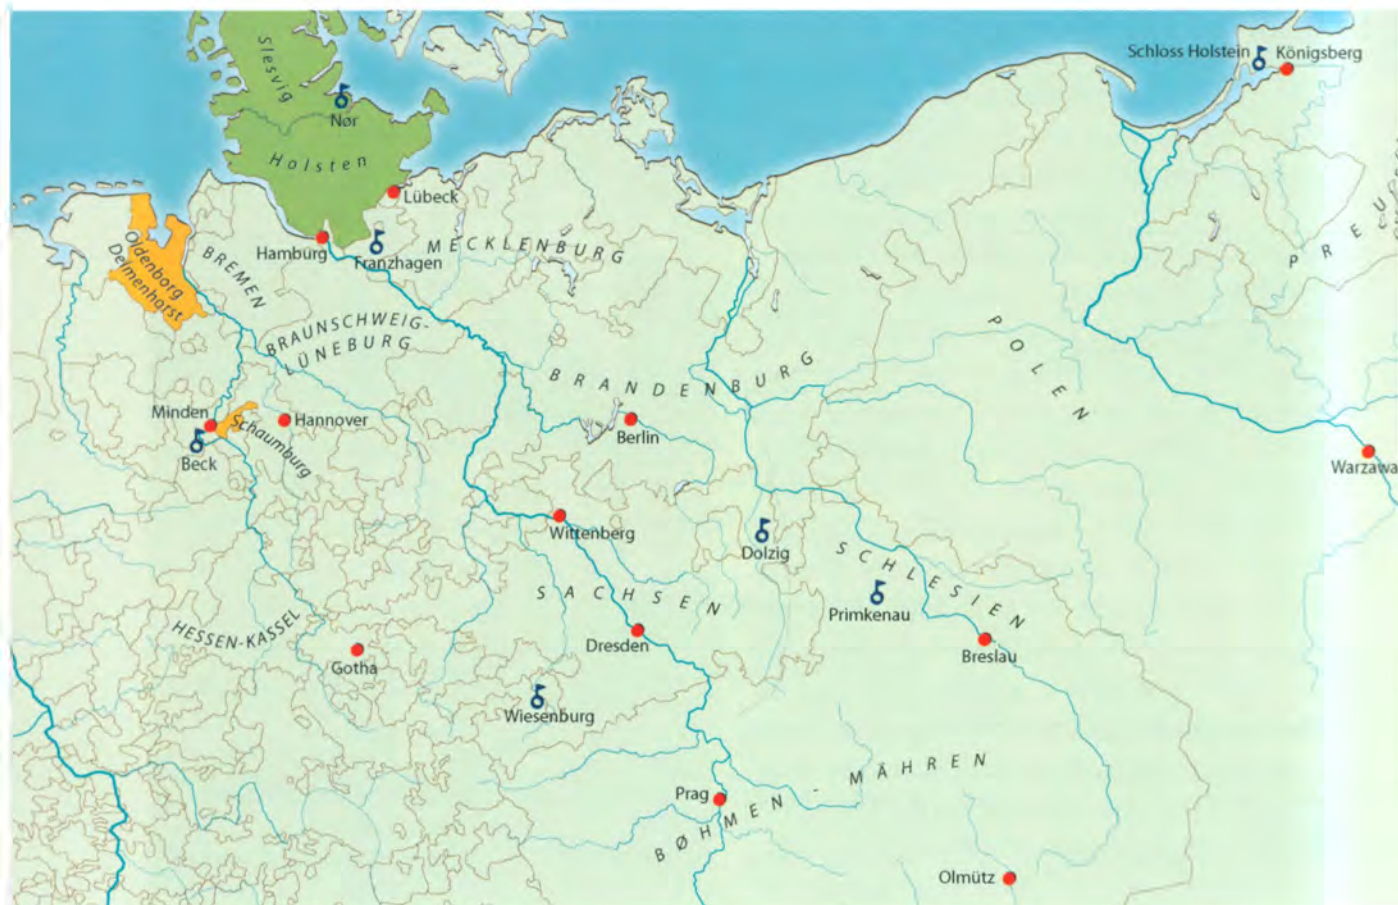 Slesvig
Nør
Holsten
Schloss Holstein
Königsberg
Lübeck
Hamburg
Franzhagen
MECKLENBURG
Oldenborg
Delmenhorst
BREMEN
BRAUNSCHWEIG-
LÜNEBURG
PREU
POLEN
BRANDENBURG
Minden
Schaumburg
Hannover
Beck
Berlin
Warzawa
Wittenberg
Dolzig
SCHLESIEN
SACHSEN
Primkenau
HESSEN-KASSEL
Gotha
Dresden
Breslau
Wiesenburg
Prag
BØHMEN - MÄHREN
Olmütz